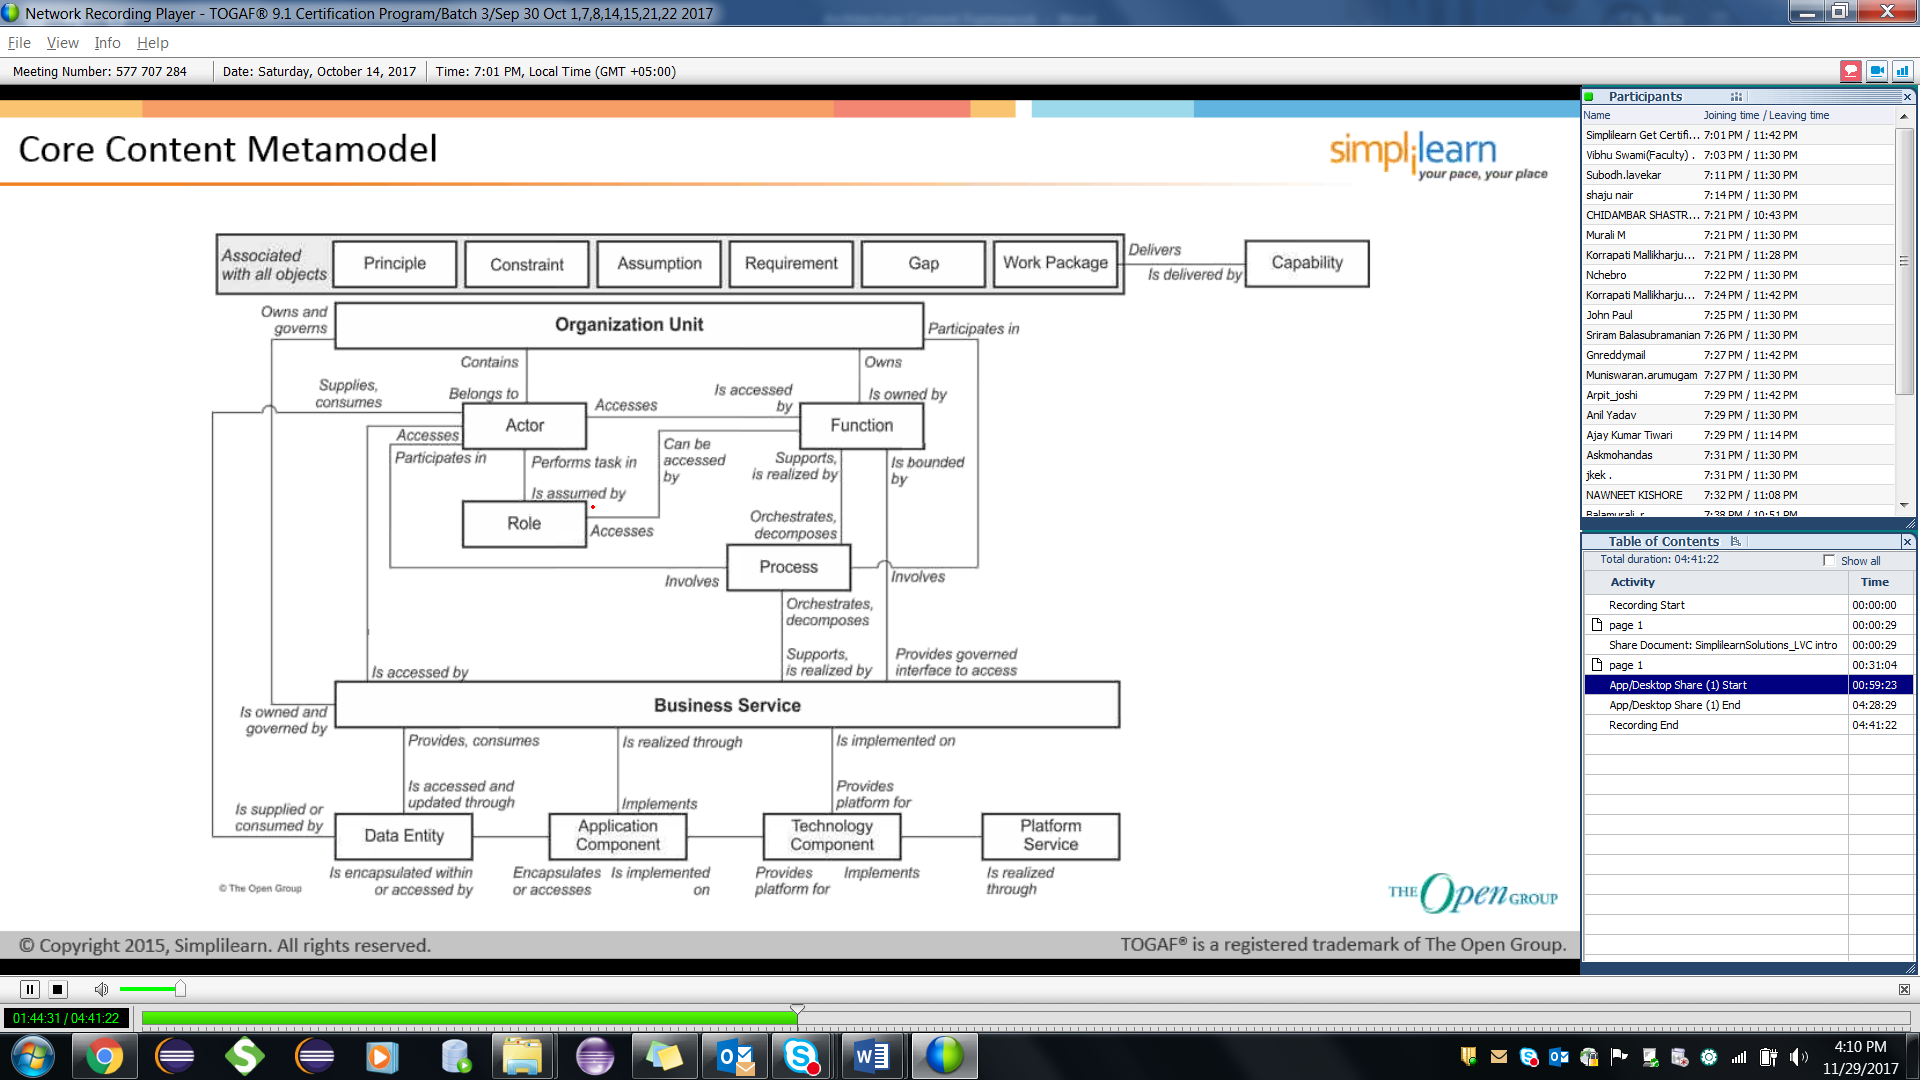 Network Recording Player - TOGAF® 9.1 Certification Program/Batch 3/Sep 30 Oct 1,7,8,14,15,21,22 2017
File View Info Help
Meeting Number: 577 707 284
Date: Saturday, October 14, 2017
Time: 7:01 PM, Local Time (GMT +05:00)
Core Content Metamodel
simplilearn
your pace, your place
Associated
with all objects
Principle
Constraint
Assumption
Requirement
Gap
Work Package
Delivers
Is delivered by
Capability
Owns and
governs
Organization Unit
Participates in
Contains
Owns
Supplies,
consumes
Belongs to
Is accessed
by
Is owned by
Actor
Accesses
Function
Accesses
Participates in
Performs task in
Can be
accessed
by
Supports,
is realized by
Is bounded
by
Is assumed by
Role
Accesses
Orchestrates,
decomposes
Process
Involves
Involves
Orchestrates,
decomposes
Supports,
is realized by
Provides governed
interface to access
Is accessed by
Business Service
Is owned and
governed by
Provides, consumes
Is realized through
Is implemented on
Is accessed and
updated through
Implements
Provides
platform for
Is supplied or
consumed by
Data Entity
Application
Component
Technology
Component
Platform
Service
Is encapsulated within
or accessed by
Encapsulates
or accesses
Is implemented
on
Provides
platform for
Implements
Is realized
through
© The Open Group
THE Open GROUP
© Copyright 2015, Simplilearn. All rights reserved.
TOGAF® is a registered trademark of The Open Group.
Participants
Name Joining time / Leaving time
Simplilearn Get Certifi... 7:01 PM / 11:42 PM
Vibhu Swami(Faculty) . 7:03 PM / 11:30 PM
Subodh.lavekar 7:11 PM / 11:30 PM
shaju nair 7:14 PM / 11:30 PM
CHIDAMBAR SHASTR... 7:21 PM / 10:43 PM
Murali M 7:21 PM / 11:30 PM
Korrapati Mallikharju... 7:21 PM / 11:28 PM
Nchebro 7:22 PM / 11:30 PM
Korrapati Mallikharju... 7:24 PM / 11:42 PM
John Paul 7:25 PM / 11:30 PM
Sriram Balasubramanian 7:26 PM / 11:30 PM
Gnreddymail 7:27 PM / 11:42 PM
Muniswaran.arumugam 7:27 PM / 11:30 PM
Arpit_joshi 7:29 PM / 11:42 PM
Anil Yadav 7:29 PM / 11:30 PM
Ajay Kumar Tiwari 7:29 PM / 11:14 PM
Askmohandas 7:31 PM / 11:30 PM
jkek . 7:31 PM / 11:30 PM
NAWNEET KISHORE 7:32 PM / 11:08 PM
Balamurali r 7:38 PM / 10:51 PM
Table of Contents
Total duration: 04:41:22
Show all
Activity Time
Recording Start 00:00:00
page 1 00:00:29
Share Document: SimplilearnSolutions_LVC intro 00:00:29
page 1 00:31:04
App/Desktop Share (1) Start 00:59:23
App/Desktop Share (1) End 04:28:29
Recording End 04:41:22
01:44:31 / 04:41:22
4:10 PM
11/29/2017